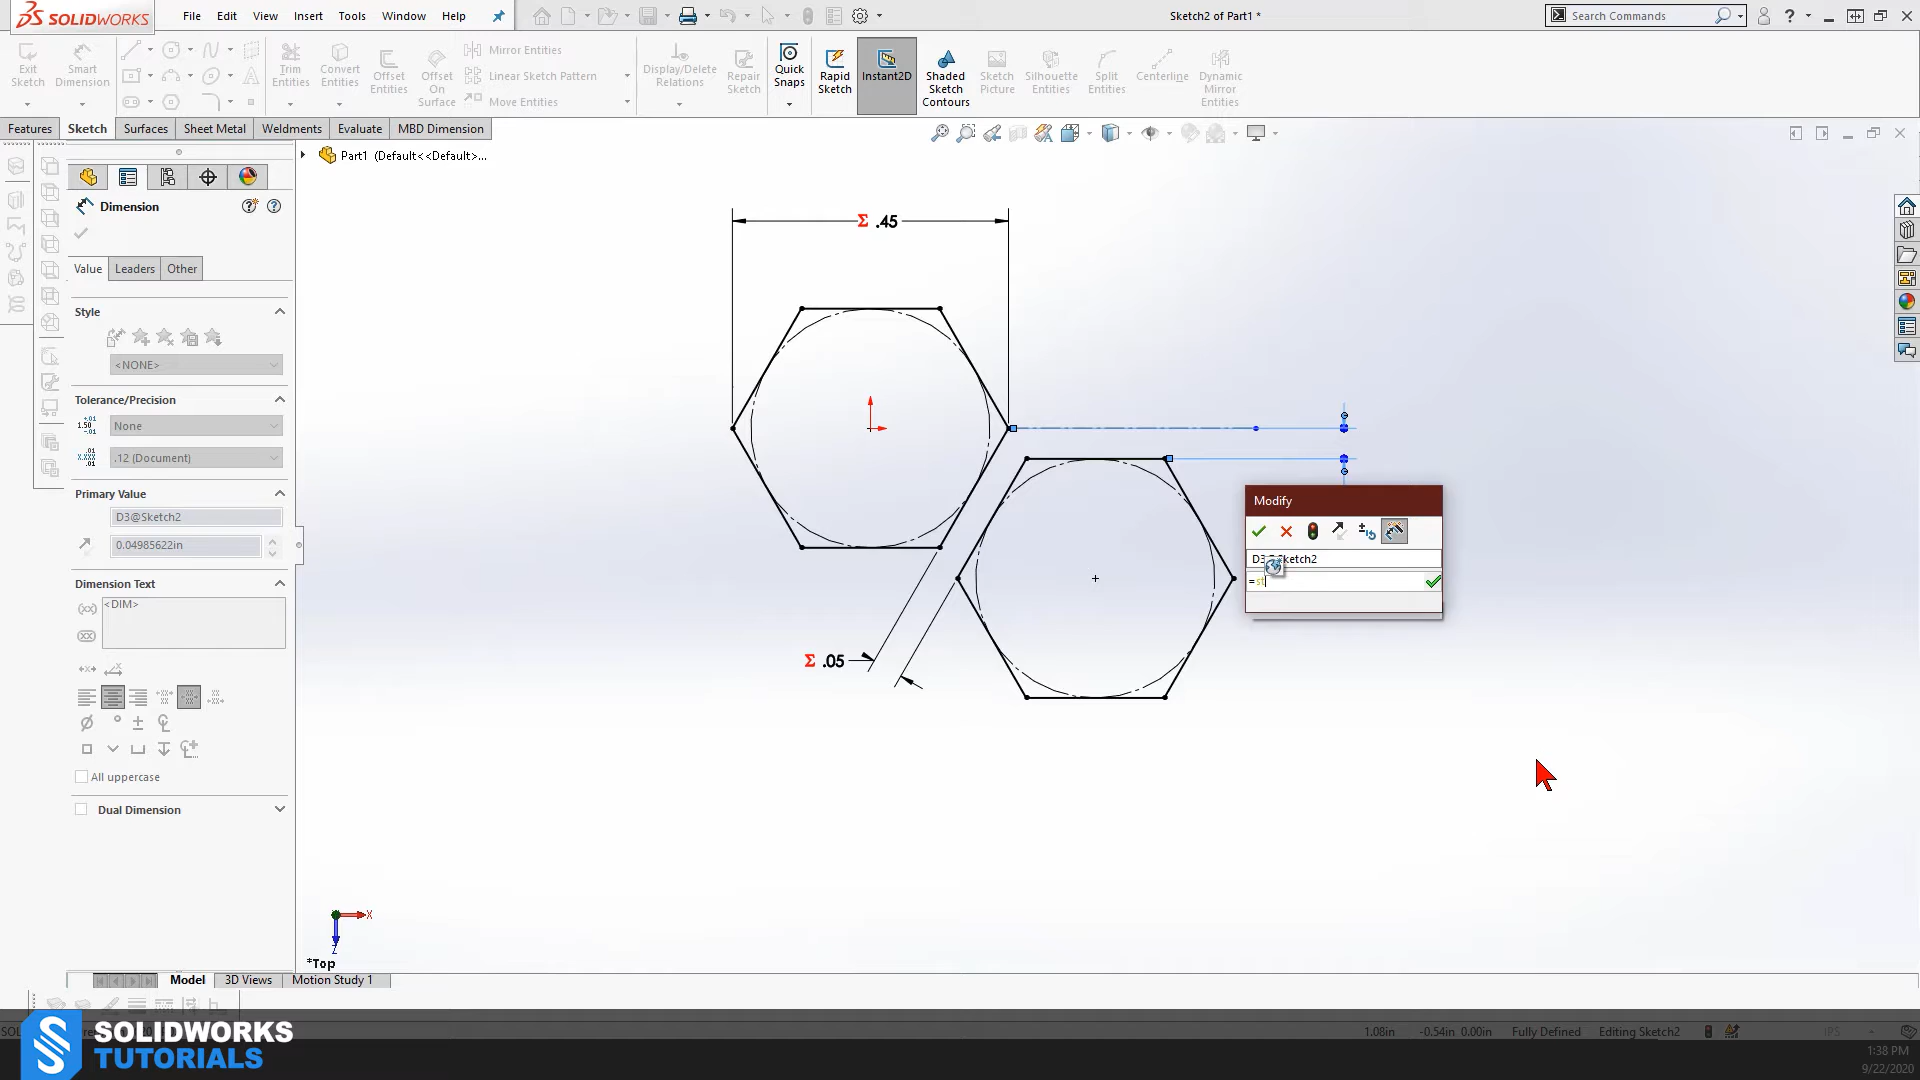 SOLIDWORKS
File Edit View Insert Tools Window Help
Sketch2 of Part1 *
Search Commands
Exit Sketch
Smart Dimension
Trim Entities
Convert Entities
Offset Entities
Offset On Surface
Mirror Entities
Linear Sketch Pattern
Move Entities
Display/Delete Relations
Repair Sketch
Quick Snaps
Rapid Sketch
Instant2D
Shaded Sketch Contours
Sketch Picture
Silhouette Entities
Split Entities
Centerline
Dynamic Mirror Entities
Features Sketch Surfaces Sheet Metal Weldments Evaluate MBD Dimension
Part1 (Default<<Default>...
Dimension
Value Leaders Other
Style
<NONE>
Tolerance/Precision
None
.12 (Document)
Primary Value
D3@Sketch2
0.04985622in
Dimension Text
<DIM>
All uppercase
Dual Dimension
Σ .45
Σ .05
Modify
=st
*Top
Model 3D Views Motion Study 1
SOLIDWORKS
TUTORIALS
1.08in -0.54in 0.00in Fully Defined Editing Sketch2 IPS
1:38 PM
9/22/2020